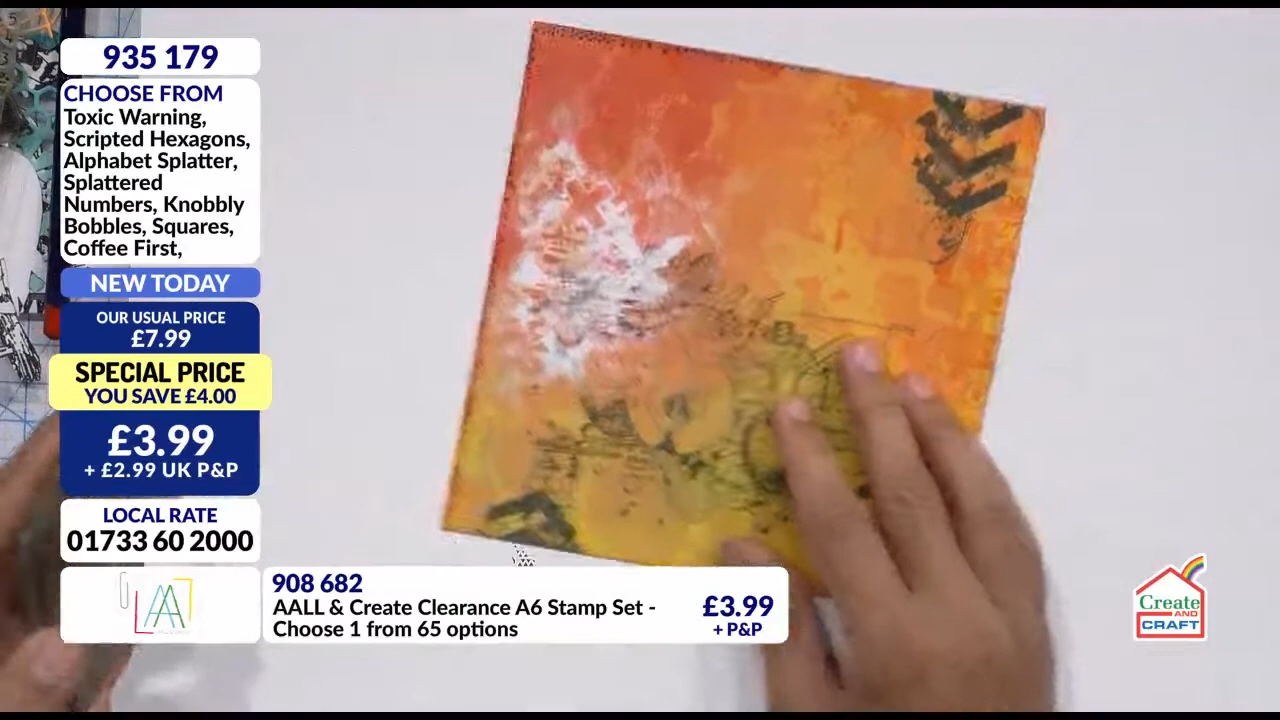 935 179
CHOOSE FROM
Toxic Warning,
Scripted Hexagons,
Alphabet Splatter,
Splattered
Numbers, Knobbly
Bobbles, Squares,
Coffee First,
NEW TODAY
OUR USUAL PRICE
£7.99
SPECIAL PRICE
YOU SAVE £4.00
£3.99
+ £2.99 UK P&P
LOCAL RATE
01733 60 2000
AA
908 682
AALL & Create Clearance A6 Stamp Set -
Choose 1 from 65 options
£3.99
+ P&P
Create
AND
CRAFT